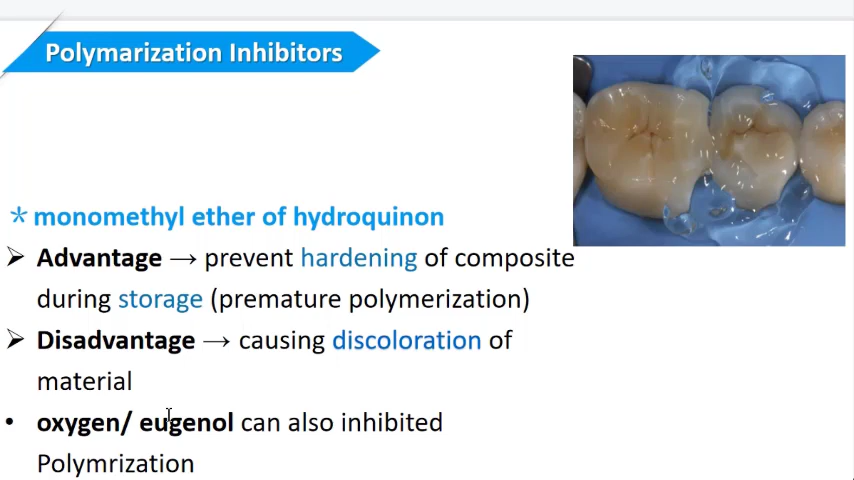 Polymarization Inhibitors
* monomethyl ether of hydroquinon
➢ Advantage → prevent hardening of composite
during storage (premature polymerization)
➢ Disadvantage → causing discoloration of
material
• oxygen/ eugenol can also inhibited
Polymrization